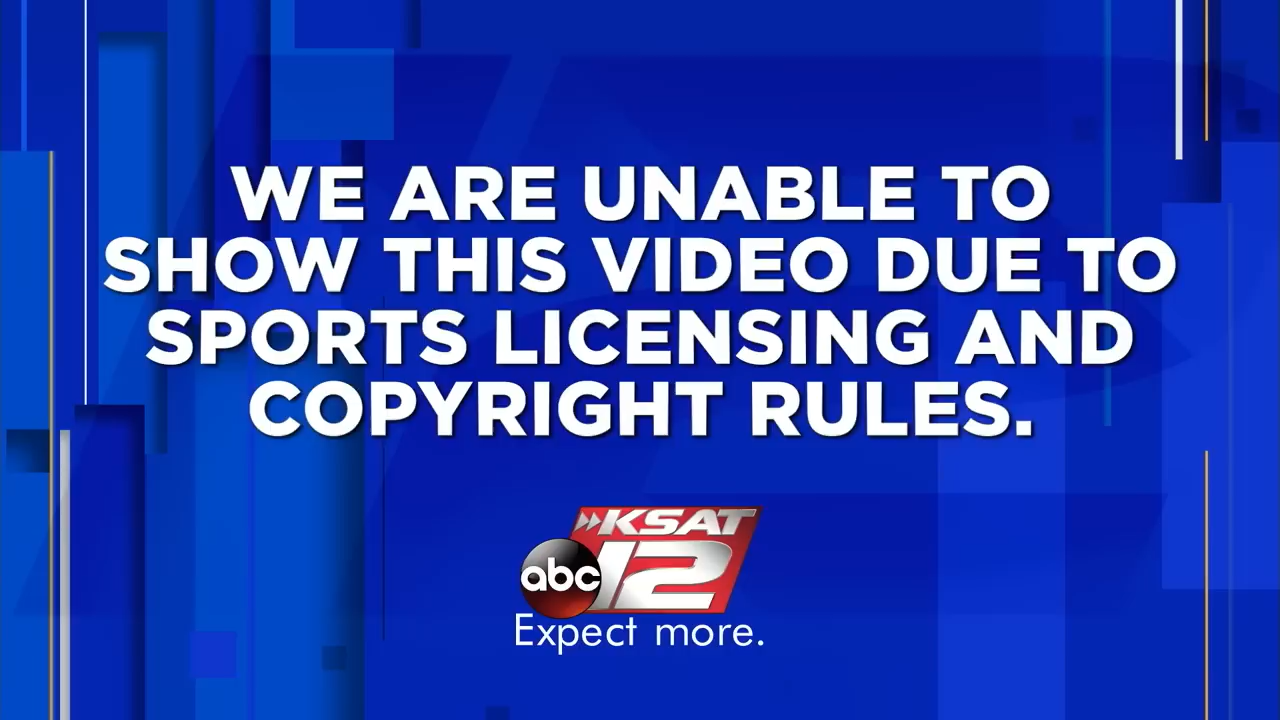 WE ARE UNABLE TO
SHOW THIS VIDEO DUE TO
SPORTS LICENSING AND
COPYRIGHT RULES.
KSAT
abc 12
Expect more.